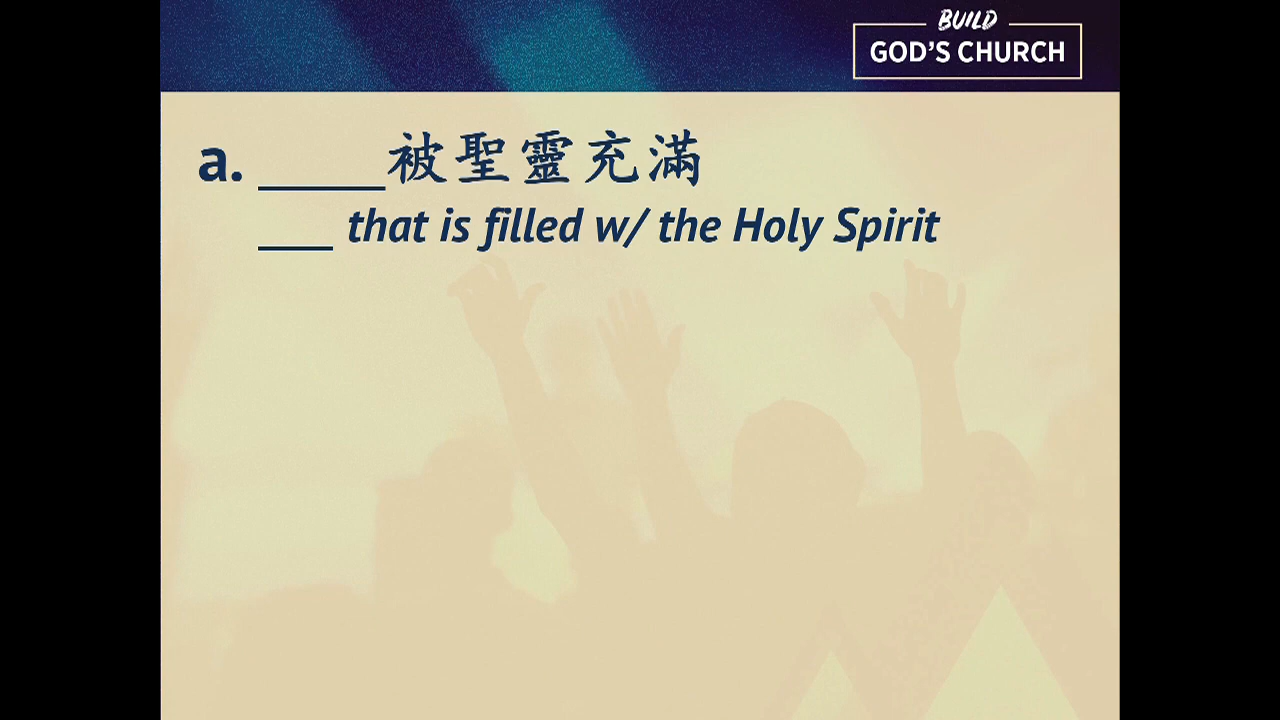 BUILD
GOD'S CHURCH
a. _____被聖靈充滿
___ that is filled w/ the Holy Spirit